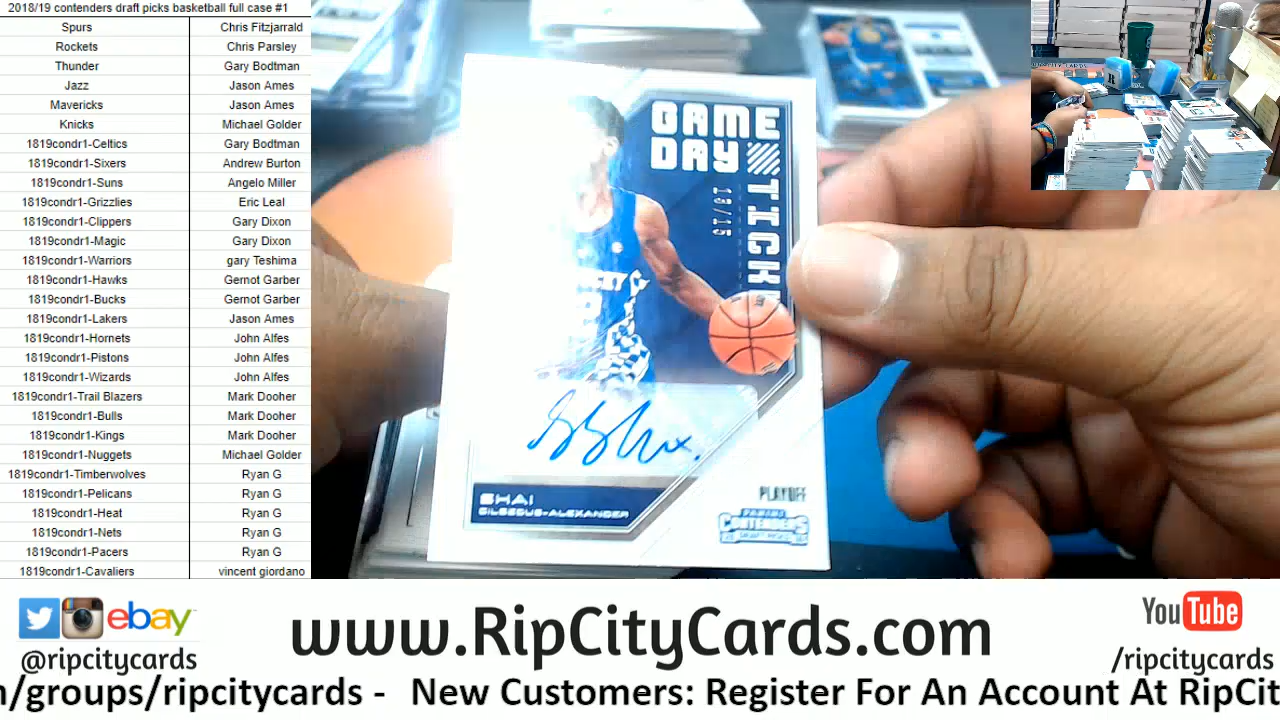 2018/19 contenders draft picks basketball full case #1
Spurs Chris Fitzjarrald
Rockets Chris Parsley
Thunder Gary Bodtman
Jazz Jason Ames
Mavericks Jason Ames
Knicks Michael Golder
1819condr1-Celtics Gary Bodtman
1819condr1-Sixers Andrew Burton
1819condr1-Suns Angelo Miller
1819condr1-Grizzlies Eric Leal
1819condr1-Clippers Gary Dixon
1819condr1-Magic Gary Dixon
1819condr1-Warriors gary Teshima
1819condr1-Hawks Gernot Garber
1819condr1-Bucks Gernot Garber
1819condr1-Lakers Jason Ames
1819condr1-Hornets John Alfes
1819condr1-Pistons John Alfes
1819condr1-Wizards John Alfes
1819condr1-Trail Blazers Mark Dooher
1819condr1-Bulls Mark Dooher
1819condr1-Kings Mark Dooher
1819condr1-Nuggets Michael Golder
1819condr1-Timberwolves Ryan G
1819condr1-Pelicans Ryan G
1819condr1-Heat Ryan G
1819condr1-Nets Ryan G
1819condr1-Pacers Ryan G
1819condr1-Cavaliers vincent giordano
GAME
DAY
TICKE
SHAI
GILGEOUS-ALEXANDER
PLAYOFF
PANINI
CONTENDERS
DRAFT PICKS
ebay
@ripcitycards
www.RipCityCards.com
YouTube
/ripcitycards
n/groups/ripcitycards - New Customers: Register For An Account At RipCit